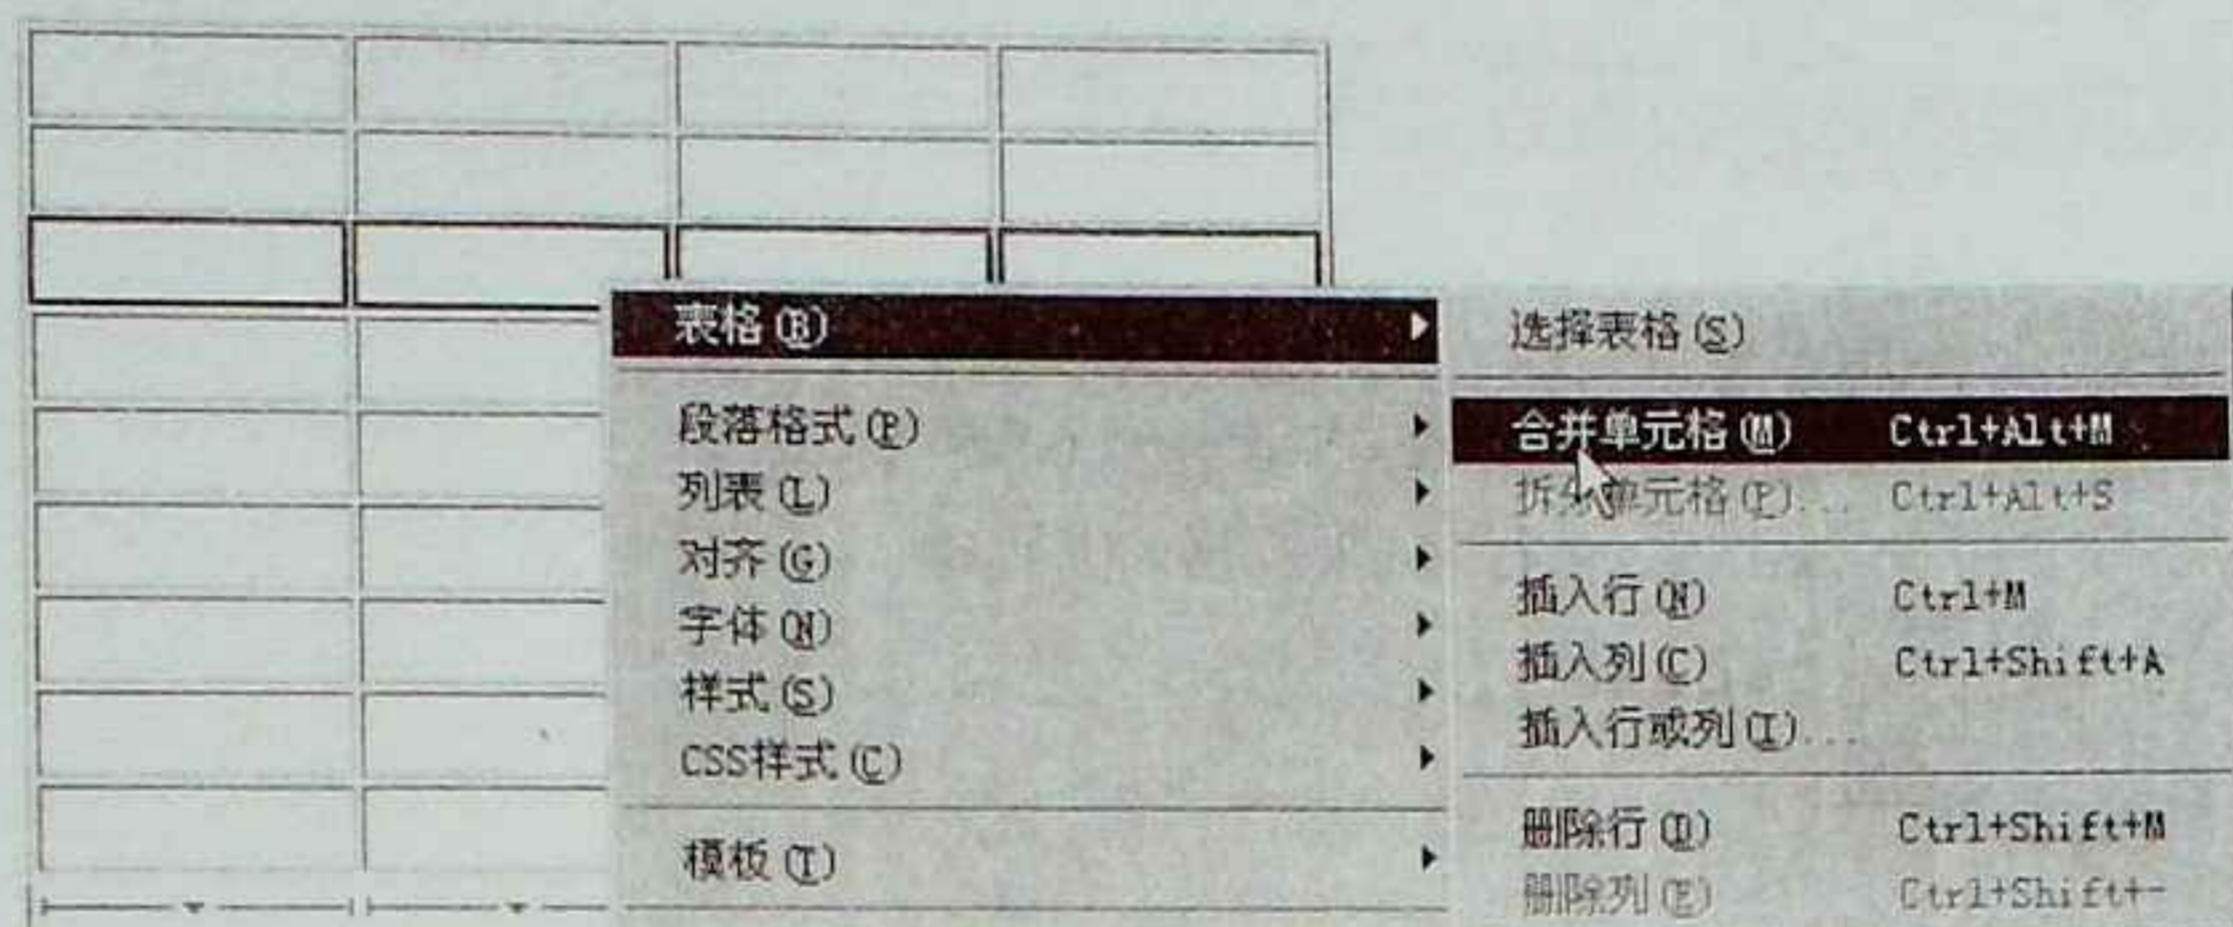 表格(B)
段落格式(P)
列表(L)
对齐(G)
字体(N)
样式(S)
CSS样式(C)
模板(T)
选择表格(S)
合并单元格(M) Ctrl+Alt+M
拆分单元格(P)... Ctrl+Alt+S
插入行(N) Ctrl+M
插入列(C) Ctrl+Shift+A
插入行或列(I)...
删除行(D) Ctrl+Shift+M
删除列(E) Ctrl+Shift+-